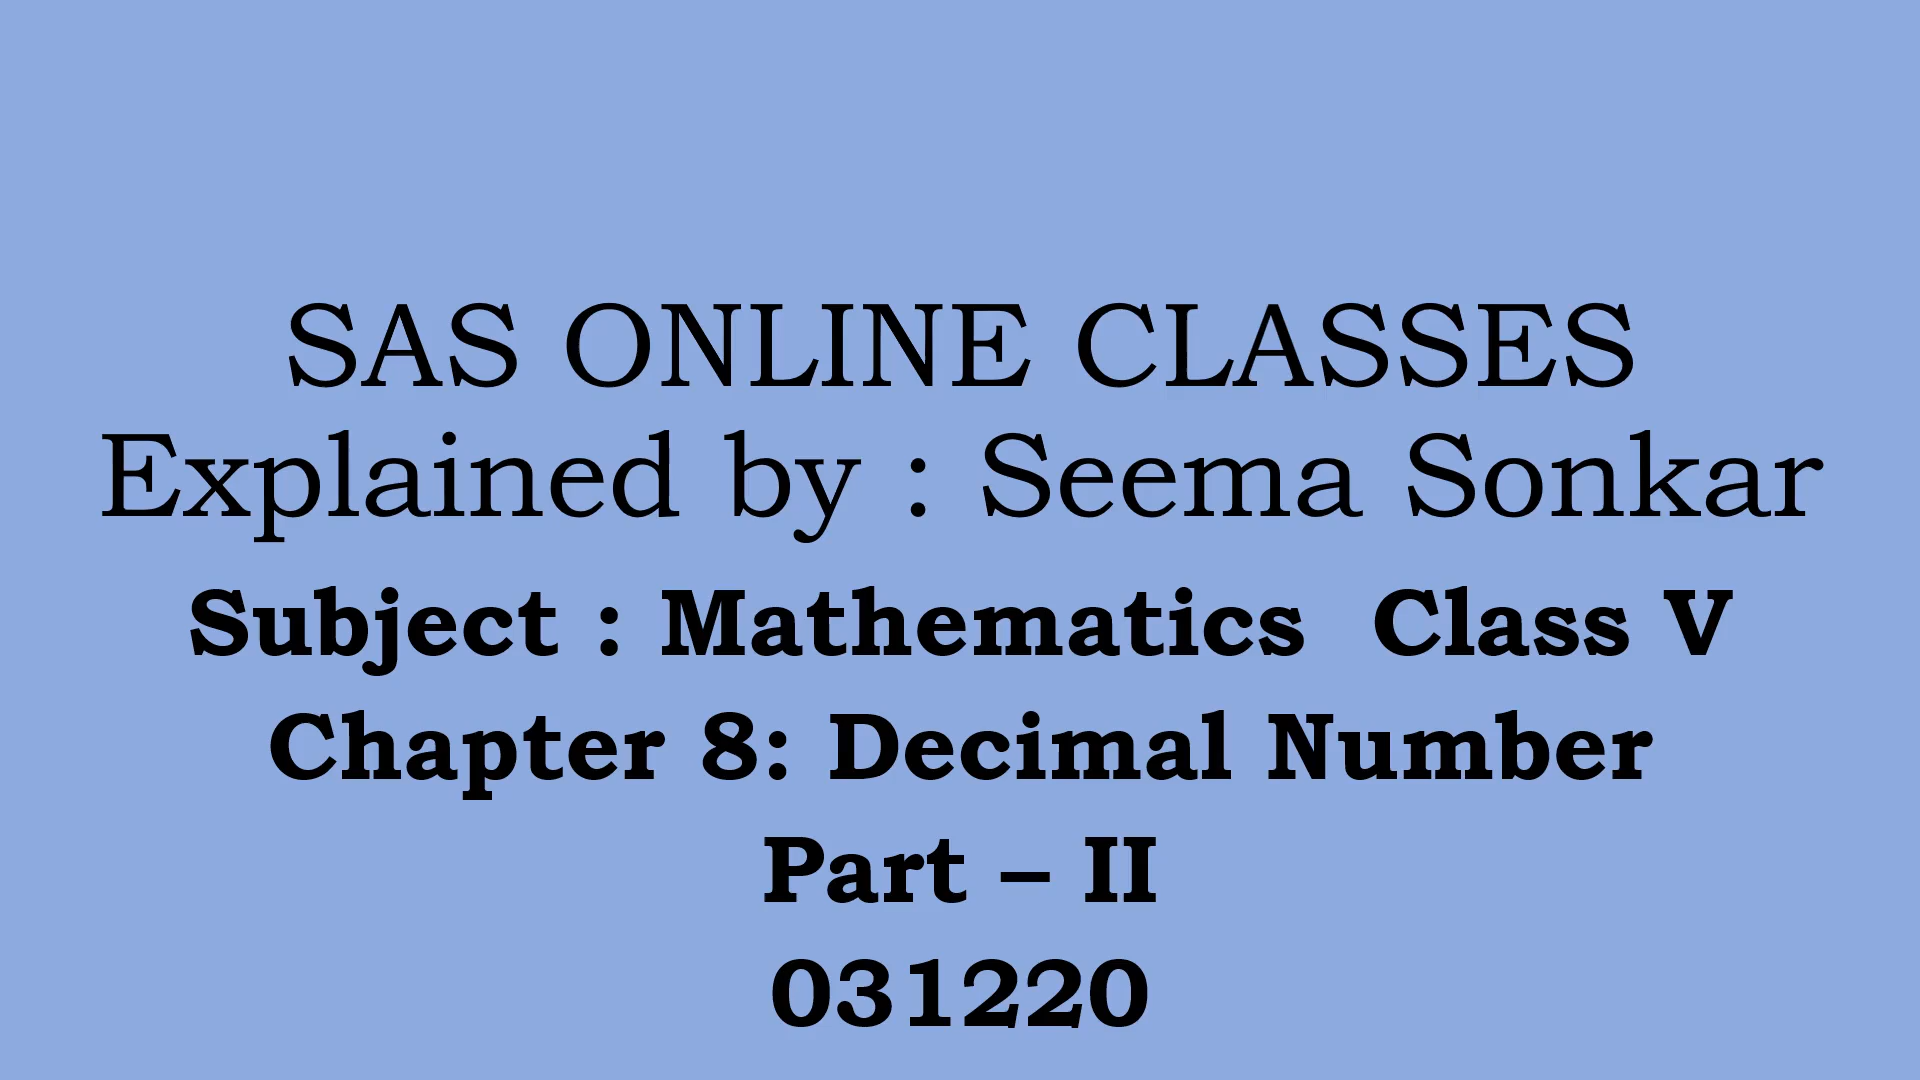 SAS ONLINE CLASSES
Explained by : Seema Sonkar
Subject : Mathematics  Class V
Chapter 8: Decimal Number
Part – II
031220